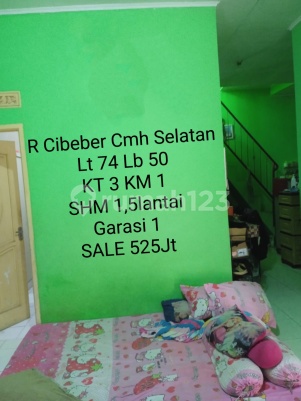 R Cibeber Cmh Selatan
Lt 74 Lb 50
KT 3 KM 1
SHM 1,5lantai
Garasi 1
SALE 525Jt